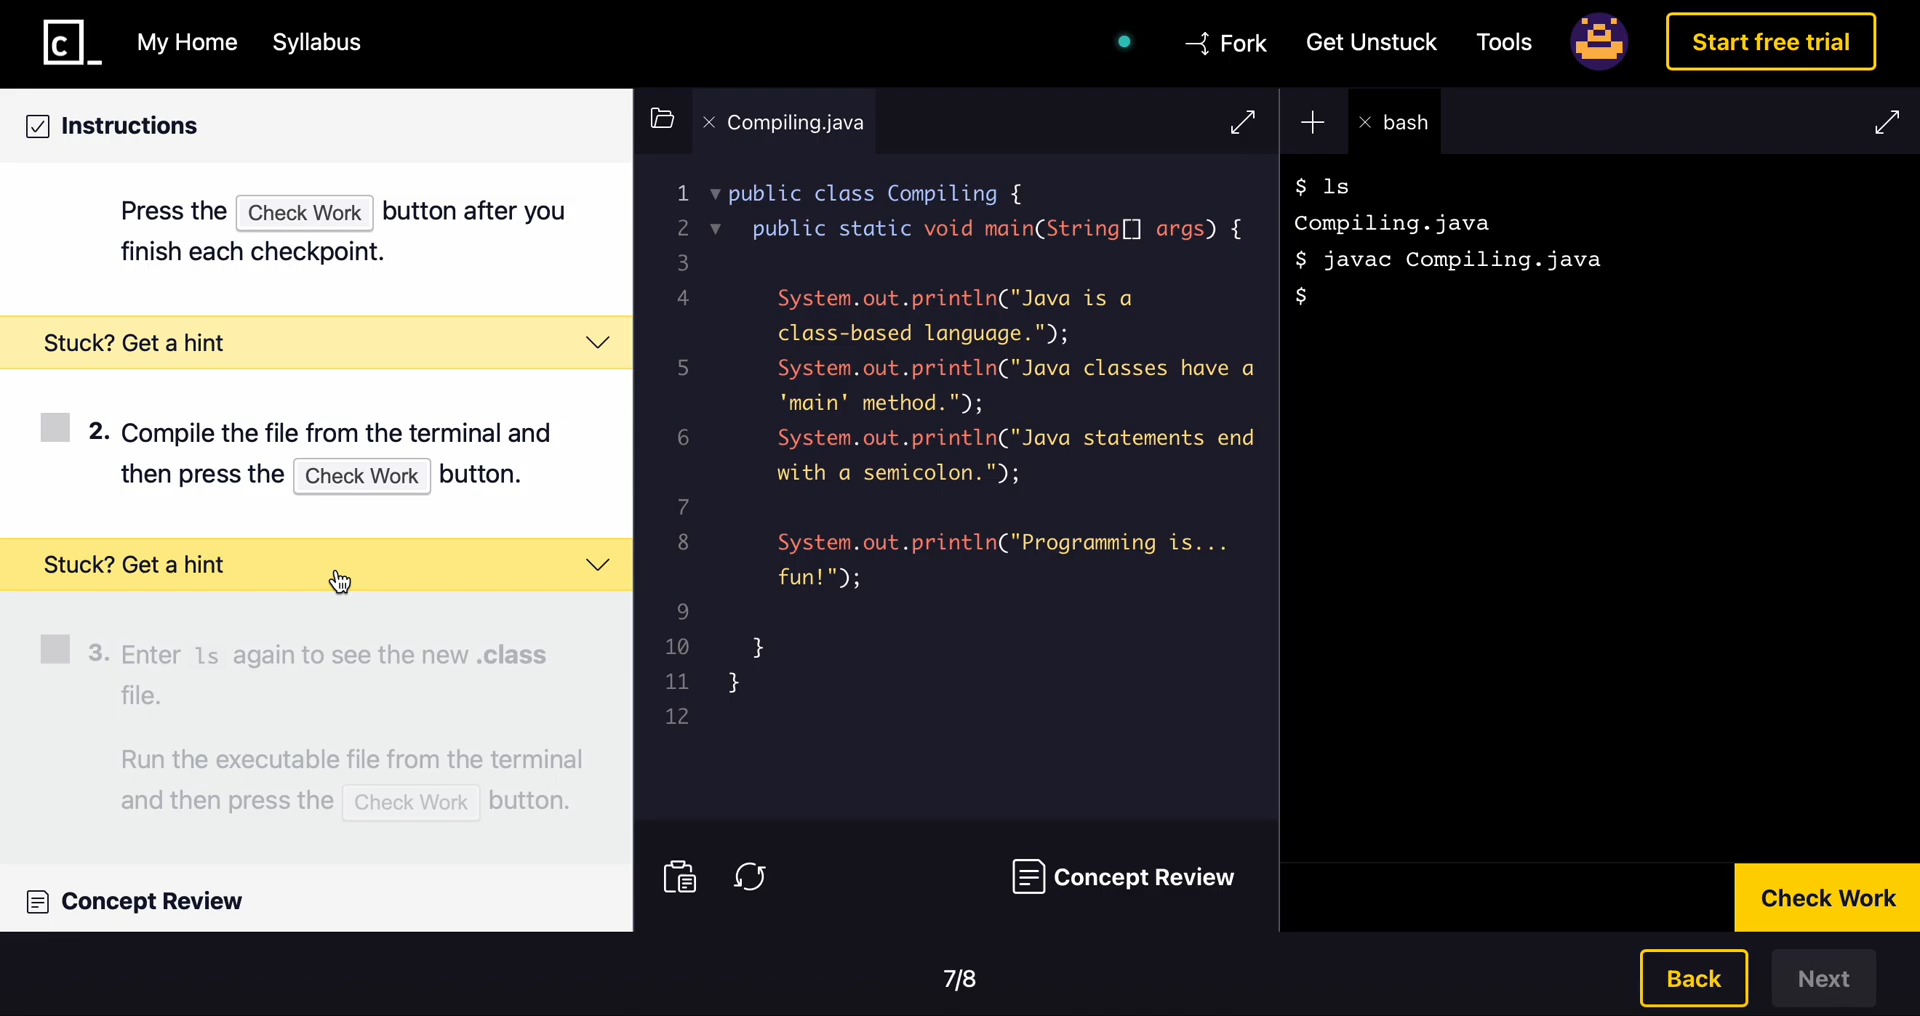 c
My Home
Syllabus
Fork
Get Unstuck
Tools
Start free trial
Instructions
Press the Check Work button after you
finish each checkpoint.
Stuck? Get a hint
2. Compile the file from the terminal and
then press the Check Work button.
Stuck? Get a hint
3. Enter ls again to see the new .class
file.
Run the executable file from the terminal
and then press the Check Work button.
Concept Review
Compiling.java
1 public class Compiling {
2 public static void main(String[] args) {
3
4 System.out.println("Java is a
class-based language.");
5 System.out.println("Java classes have a
'main' method.");
6 System.out.println("Java statements end
with a semicolon.");
7
8 System.out.println("Programming is...
fun!");
9
10 }
11 }
12
Concept Review
bash
$ ls
Compiling.java
$ javac Compiling.java
$
Check Work
7/8
Back
Next